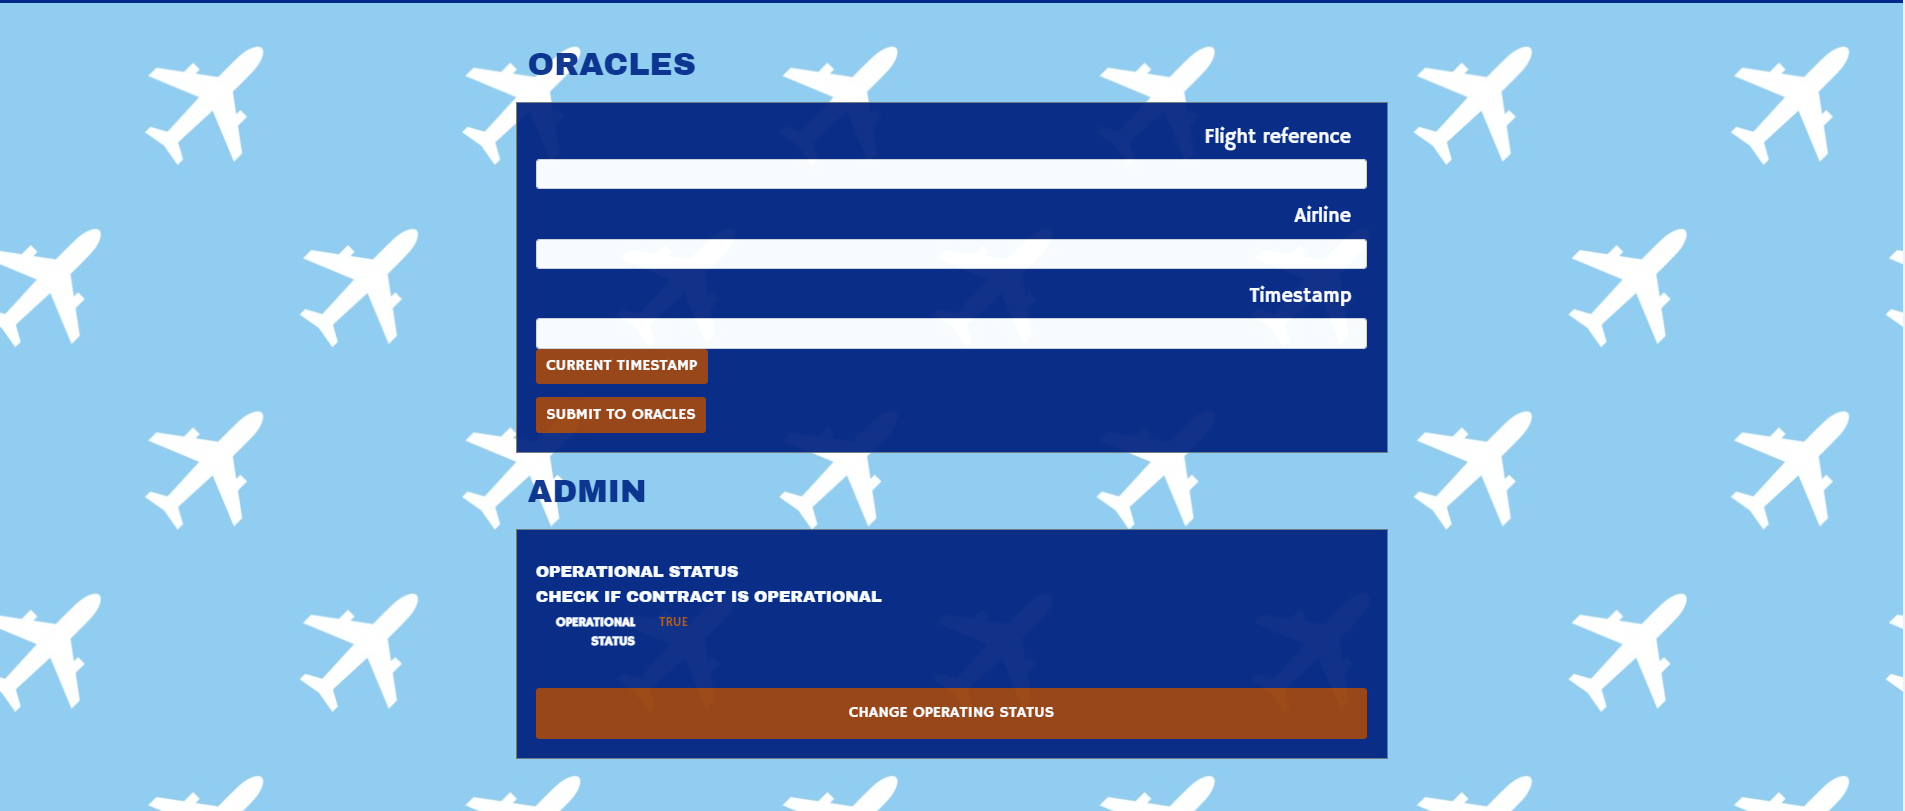 ORACLES
Flight reference
Airline
Timestamp
CURRENT TIMESTAMP
SUBMIT TO ORACLES
ADMIN
OPERATIONAL STATUS
CHECK IF CONTRACT IS OPERATIONAL
OPERATIONAL TRUE
STATUS
CHANGE OPERATING STATUS